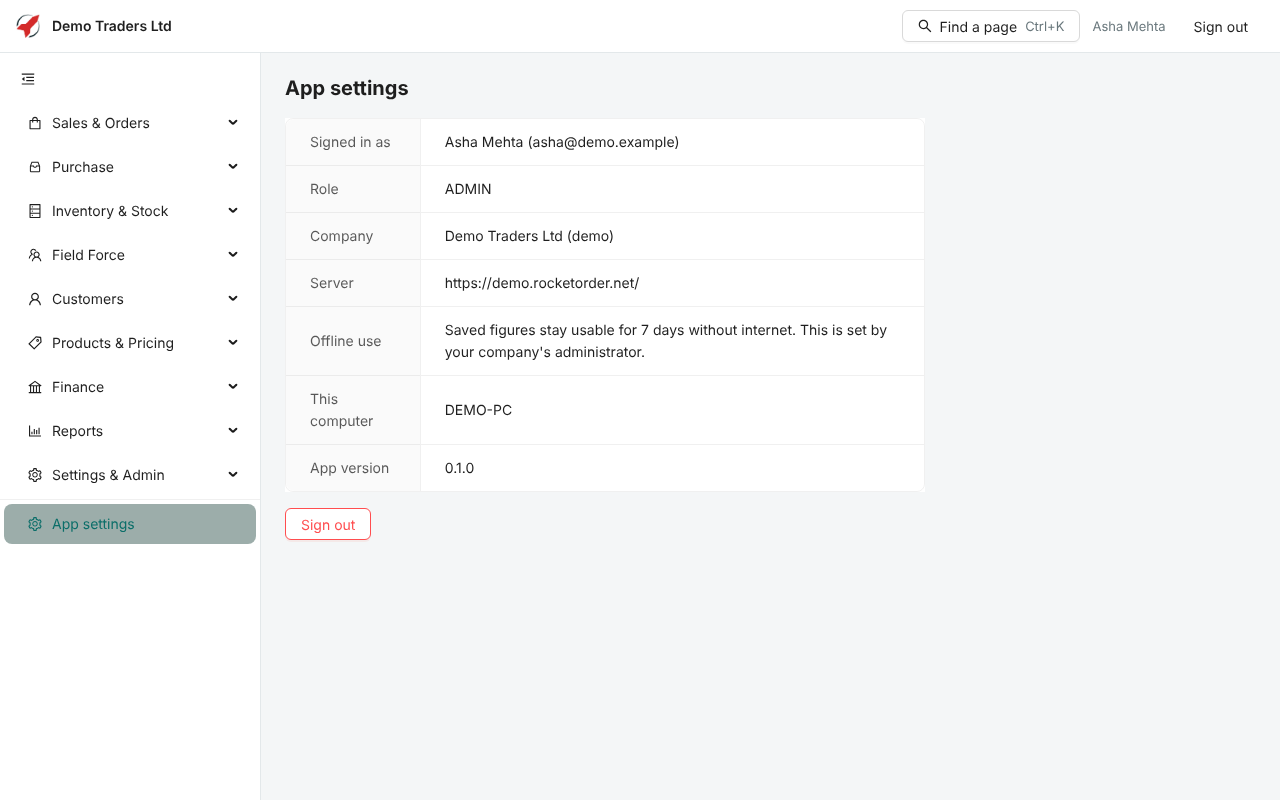 Demo Traders Ltd
Find a page Ctrl+K
Asha Mehta
Sign out
Sales & Orders
Purchase
Inventory & Stock
Field Force
Customers
Products & Pricing
Finance
Reports
Settings & Admin
App settings
App settings
Signed in as
Asha Mehta (asha@demo.example)
Role
ADMIN
Company
Demo Traders Ltd (demo)
Server
https://demo.rocketorder.net/
Offline use
Saved figures stay usable for 7 days without internet. This is set by
your company's administrator.
This
computer
DEMO-PC
App version
0.1.0
Sign out